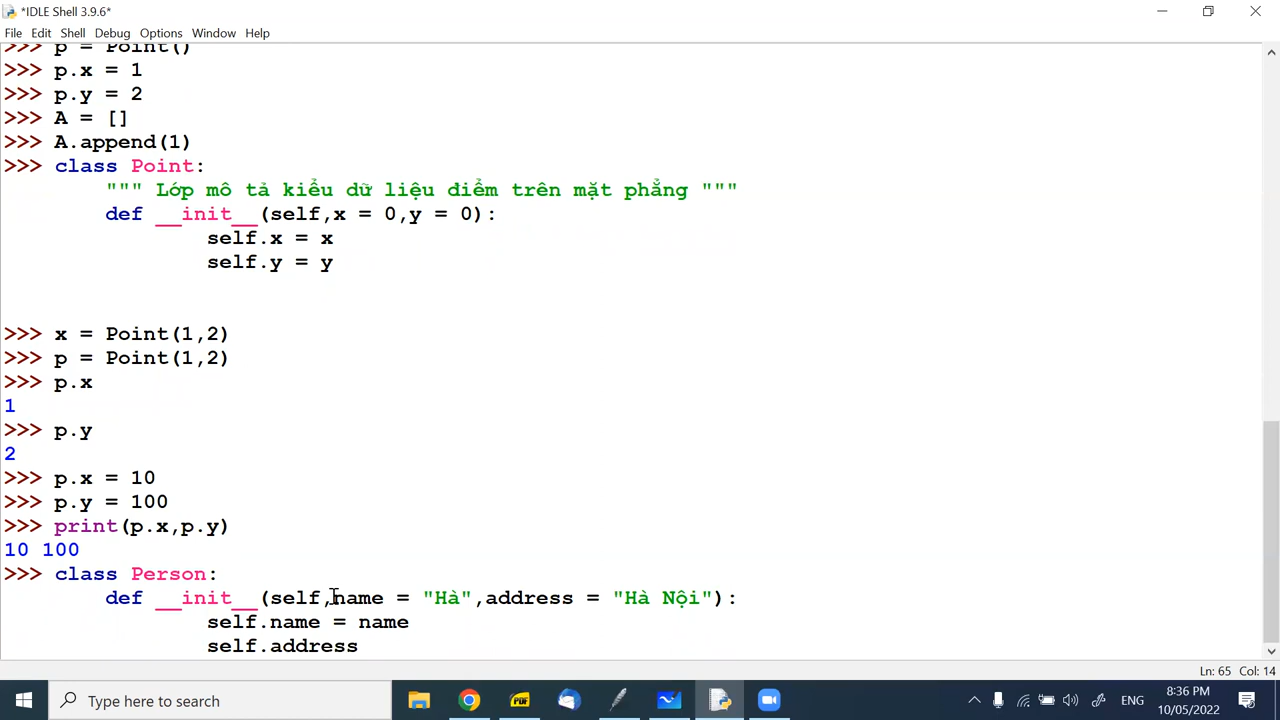 *IDLE Shell 3.9.6*
File Edit Shell Debug Options Window Help
>>> p = Point()
>>> p.x = 1
>>> p.y = 2
>>> A = []
>>> A.append(1)
>>> class Point:
""" Lớp mô tả kiểu dữ liệu điểm trên mặt phẳng """
def __init__(self,x = 0,y = 0):
self.x = x
self.y = y
>>> x = Point(1,2)
>>> p = Point(1,2)
>>> p.x
1
>>> p.y
2
>>> p.x = 10
>>> p.y = 100
>>> print(p.x,p.y)
10 100
>>> class Person:
def __init__(self,name = "Hà",address = "Hà Nội"):
self.name = name
self.address
Ln: 65 Col: 14
Type here to search
PDF
ENG
8:36 PM
10/05/2022